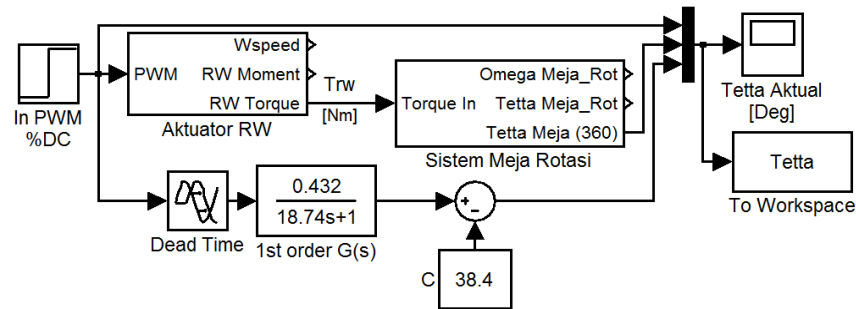 In PWM
%DC
PWM
Wspeed
RW Moment
RW Torque
Aktuator RW
Trw
[Nm]
Torque In
Omega Meja_Rot
Tetta Meja_Rot
Tetta Meja (360)
Sistem Meja Rotasi
Tetta Aktual
[Deg]
Tetta
To Workspace
Dead Time
0.432
18.74s+1
1st order G(s)
+
-
C
38.4